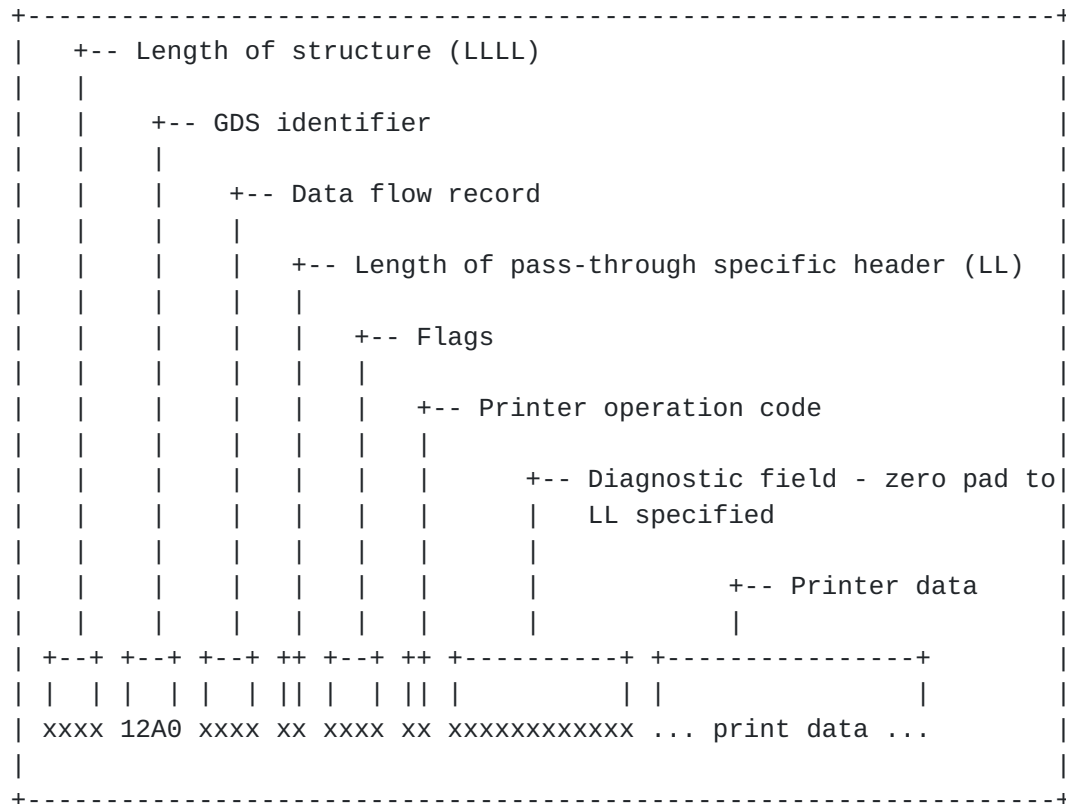 +-- Length of structure (LLLL)
+-- GDS identifier
+-- Data flow record
+-- Length of pass-through specific header (LL)
+-- Flags
+-- Printer operation code
+-- Diagnostic field - zero pad to
LL specified
+-- Printer data
xxxx 12A0 xxxx xx xxxx xx xxxxxxxxxxxx ... print data ...